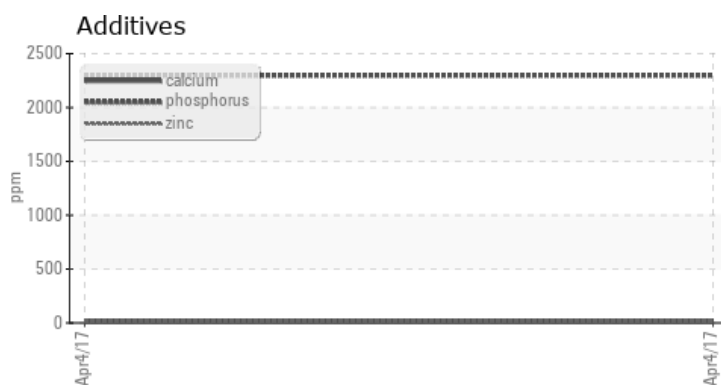 Additives
2500
calcium
phosphorus
2000
zinc
1500
ppm
1000
500
0
Apr4/17
Apr4/17